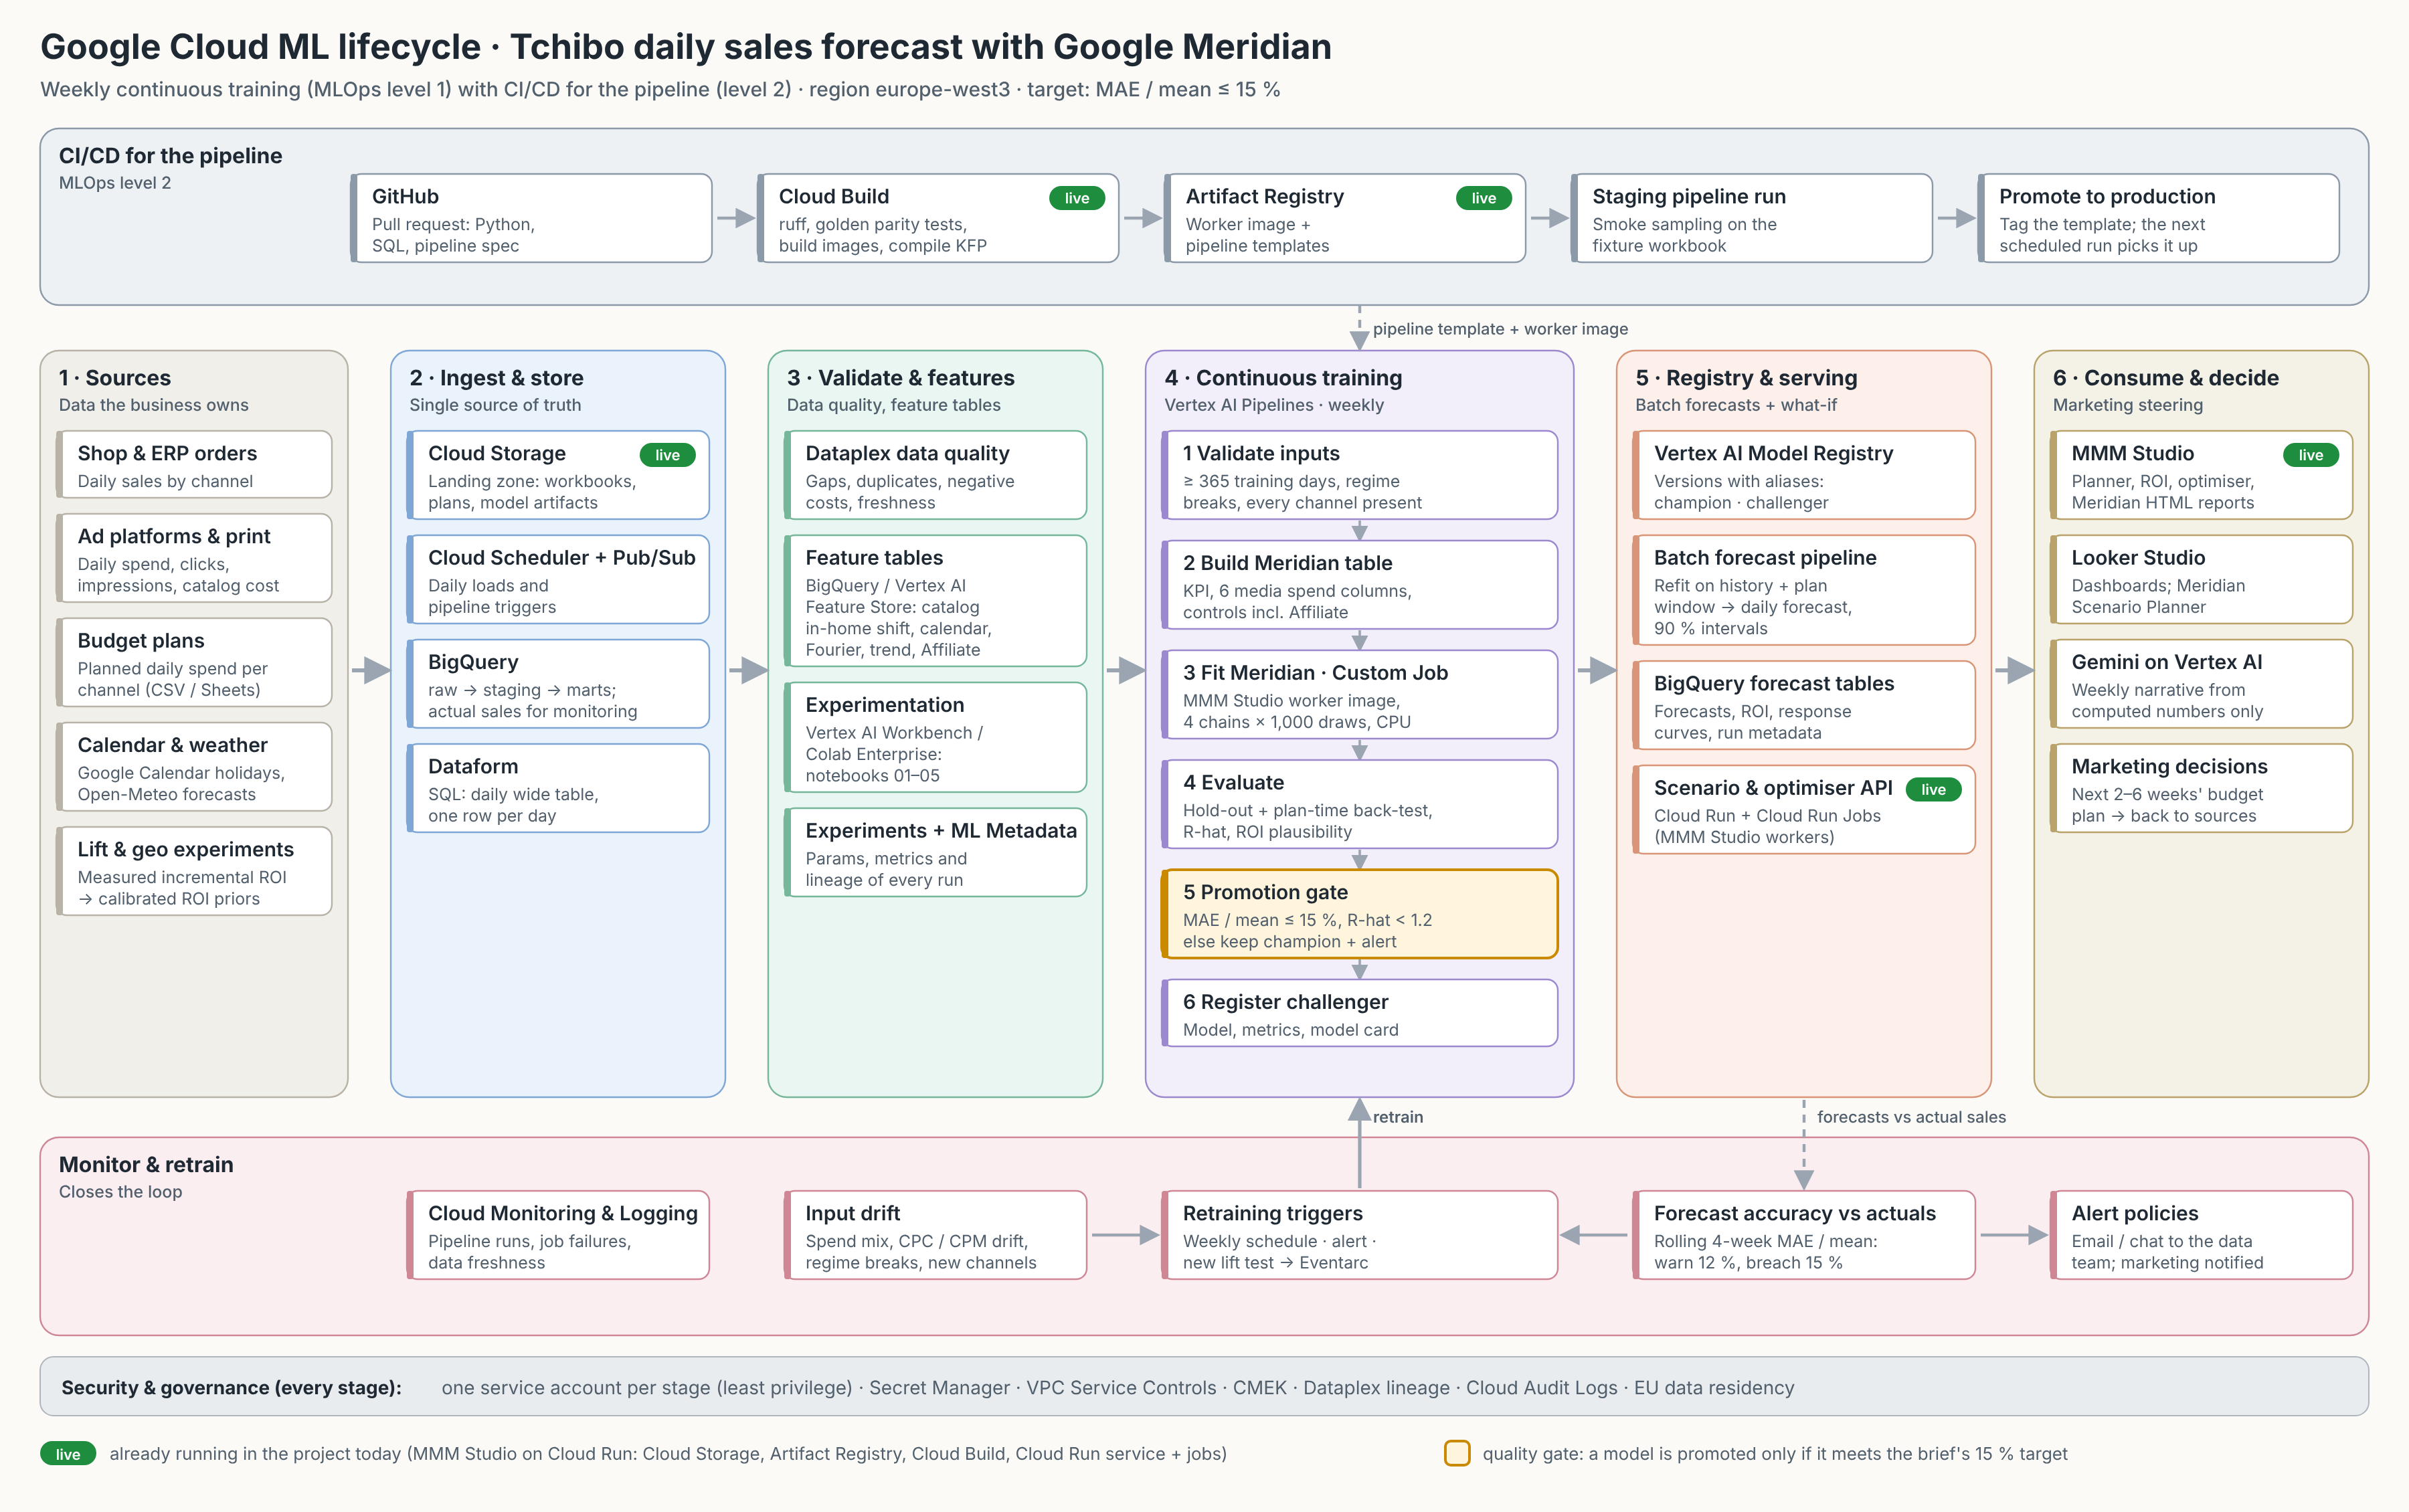 Google Cloud ML lifecycle · Tchibo daily sales forecast with Google Meridian
Weekly continuous training (MLOps level 1) with CI/CD for the pipeline (level 2) · region europe-west3 · target: MAE / mean ≤ 15 %
CI/CD for the pipeline
MLOps level 2
GitHub
Pull request: Python,
SQL, pipeline spec
Cloud Build
live
ruff, golden parity tests,
build images, compile KFP
Artifact Registry
live
Worker image +
pipeline templates
Staging pipeline run
Smoke sampling on the
fixture workbook
Promote to production
Tag the template; the next
scheduled run picks it up
pipeline template + worker image
1 · Sources
Data the business owns
Shop & ERP orders
Daily sales by channel
Ad platforms & print
Daily spend, clicks,
impressions, catalog cost
Budget plans
Planned daily spend per
channel (CSV / Sheets)
Calendar & weather
Google Calendar holidays,
Open-Meteo forecasts
Lift & geo experiments
Measured incremental ROI
→ calibrated ROI priors
2 · Ingest & store
Single source of truth
Cloud Storage
live
Landing zone: workbooks,
plans, model artifacts
Cloud Scheduler + Pub/Sub
Daily loads and
pipeline triggers
BigQuery
raw → staging → marts;
actual sales for monitoring
Dataform
SQL: daily wide table,
one row per day
3 · Validate & features
Data quality, feature tables
Dataplex data quality
Gaps, duplicates, negative
costs, freshness
Feature tables
BigQuery / Vertex AI
Feature Store: catalog
in-home shift, calendar,
Fourier, trend, Affiliate
Experimentation
Vertex AI Workbench /
Colab Enterprise:
notebooks 01–05
Experiments + ML Metadata
Params, metrics and
lineage of every run
4 · Continuous training
Vertex AI Pipelines · weekly
1 Validate inputs
≥ 365 training days, regime
breaks, every channel present
2 Build Meridian table
KPI, 6 media spend columns,
controls incl. Affiliate
3 Fit Meridian · Custom Job
MMM Studio worker image,
4 chains × 1,000 draws, CPU
4 Evaluate
Hold-out + plan-time back-test,
R-hat, ROI plausibility
5 Promotion gate
MAE / mean ≤ 15 %, R-hat < 1.2
else keep champion + alert
6 Register challenger
Model, metrics, model card
5 · Registry & serving
Batch forecasts + what-if
Vertex AI Model Registry
Versions with aliases:
champion · challenger
Batch forecast pipeline
Refit on history + plan
window → daily forecast,
90 % intervals
BigQuery forecast tables
Forecasts, ROI, response
curves, run metadata
Scenario & optimiser API
live
Cloud Run + Cloud Run Jobs
(MMM Studio workers)
6 · Consume & decide
Marketing steering
MMM Studio
live
Planner, ROI, optimiser,
Meridian HTML reports
Looker Studio
Dashboards; Meridian
Scenario Planner
Gemini on Vertex AI
Weekly narrative from
computed numbers only
Marketing decisions
Next 2–6 weeks' budget
plan → back to sources
retrain
forecasts vs actual sales
Monitor & retrain
Closes the loop
Cloud Monitoring & Logging
Pipeline runs, job failures,
data freshness
Input drift
Spend mix, CPC / CPM drift,
regime breaks, new channels
Retraining triggers
Weekly schedule · alert ·
new lift test → Eventarc
Forecast accuracy vs actuals
Rolling 4-week MAE / mean:
warn 12 %, breach 15 %
Alert policies
Email / chat to the data
team; marketing notified
Security & governance (every stage): one service account per stage (least privilege) · Secret Manager · VPC Service Controls · CMEK · Dataplex lineage · Cloud Audit Logs · EU data residency
live already running in the project today (MMM Studio on Cloud Run: Cloud Storage, Artifact Registry, Cloud Build, Cloud Run service + jobs)
quality gate: a model is promoted only if it meets the brief's 15 % target